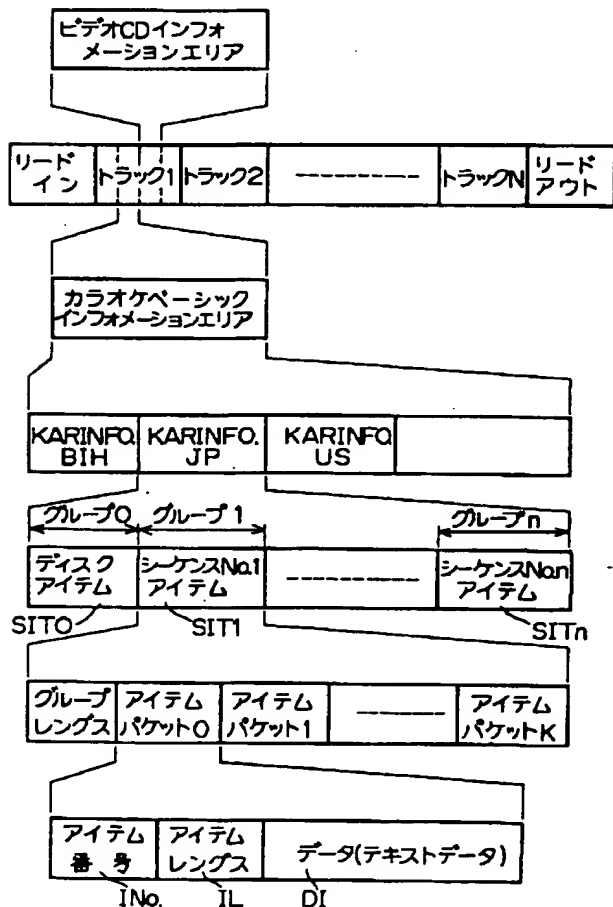 ビデオCDインフォ
メーションエリア
リード
イン
トラック1
トラック2
トラックN
リード
アウト
カラオケベーシック
インフォメーションエリア
KARINFO.
BIH
KARINFO.
JP
KARINFO.
US
グループ0
グループ1
グループn
ディスク
アイテム
シーケンスNo.1
アイテム
シーケンスNo.n
アイテム
SIT0
SIT1
SITn
グループ
レングス
アイテム
パケット0
アイテム
パケット1
アイテム
パケットK
アイテム
番号
アイテム
レングス
データ(テキストデータ)
INo.
IL
DI